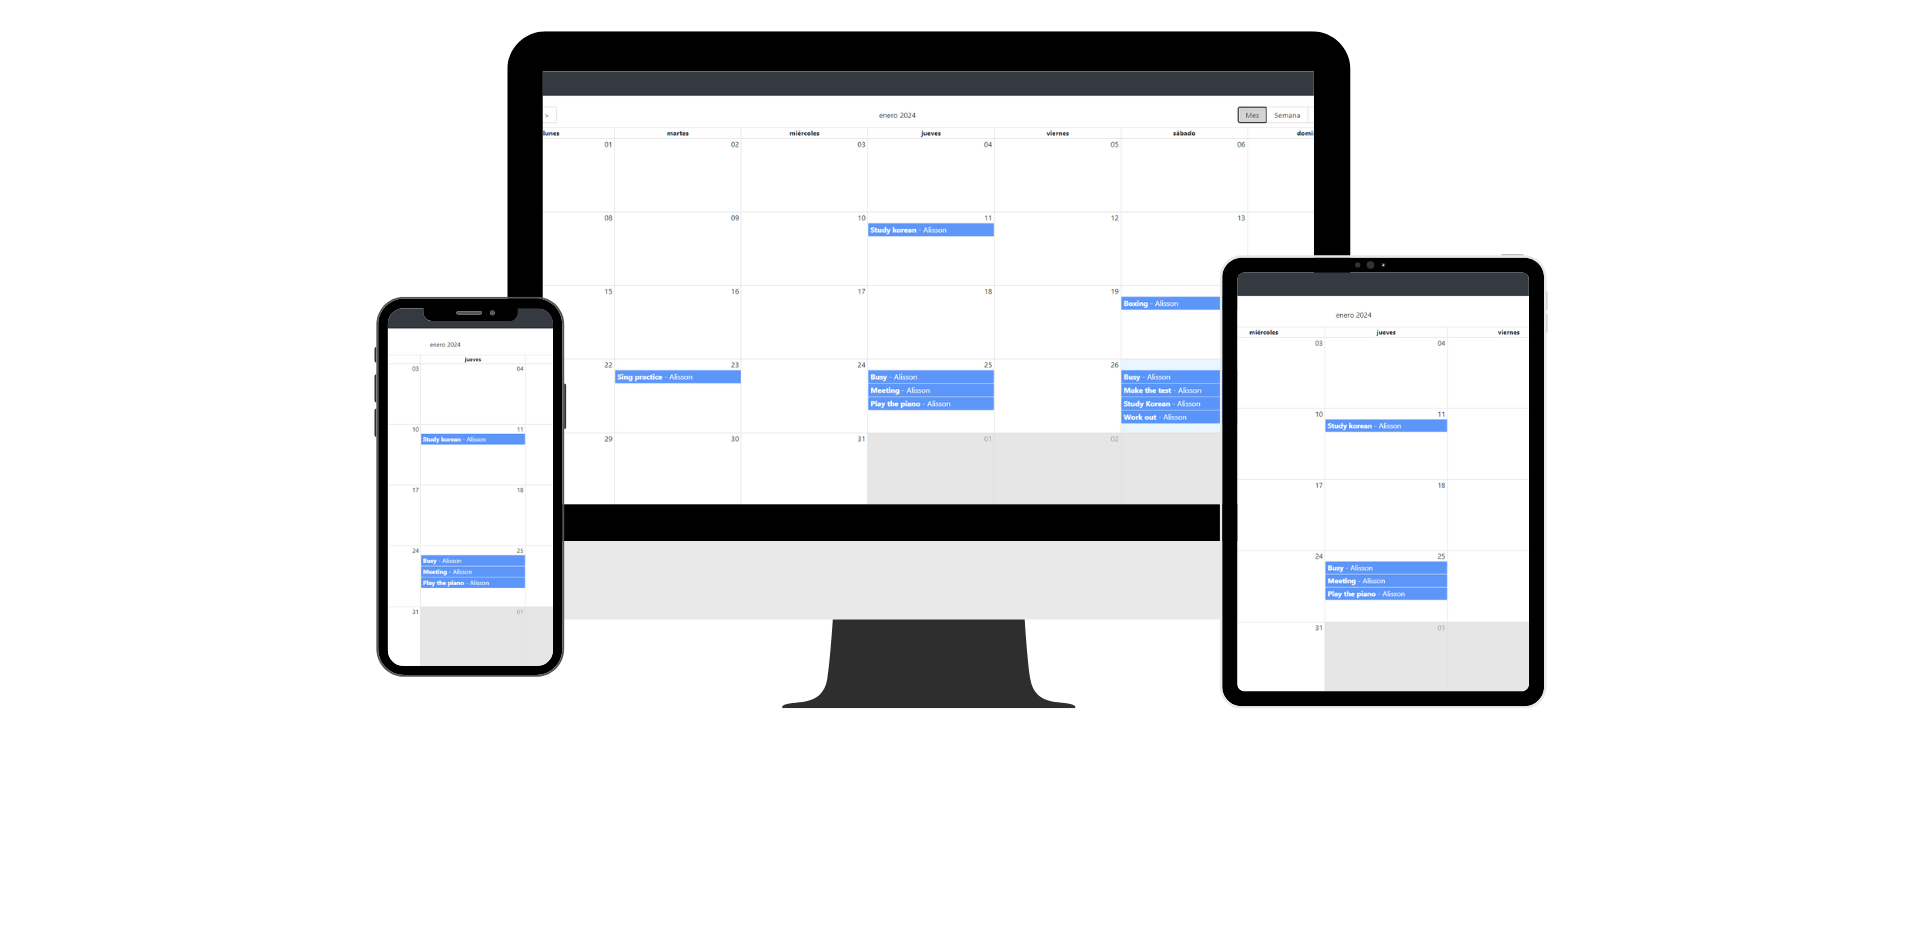 > enero 2024 Mes Semana
lunes martes miércoles jueves viernes sábado domi
01 02 03 04 05 06
08 09 10 11 12 13
Study korean - Alisson
15 16 17 18 19
Boxing - Alisson
22 23 24 25 26
Sing practice - Alisson Busy - Alisson Busy - Alisson
Meeting - Alisson Make the test - Alisson
Play the piano - Alisson Study Korean - Alisson
Work out - Alisson
29 30 31 01 02
enero 2024
jueves
03 04
10 11
Study korean - Alisson
17 18
24 25
Busy - Alisson
Meeting - Alisson
Play the piano - Alisson
31 01
enero 2024
miércoles jueves viernes
03 04
10 11
Study korean - Alisson
17 18
24 25
Busy - Alisson
Meeting - Alisson
Play the piano - Alisson
31 01